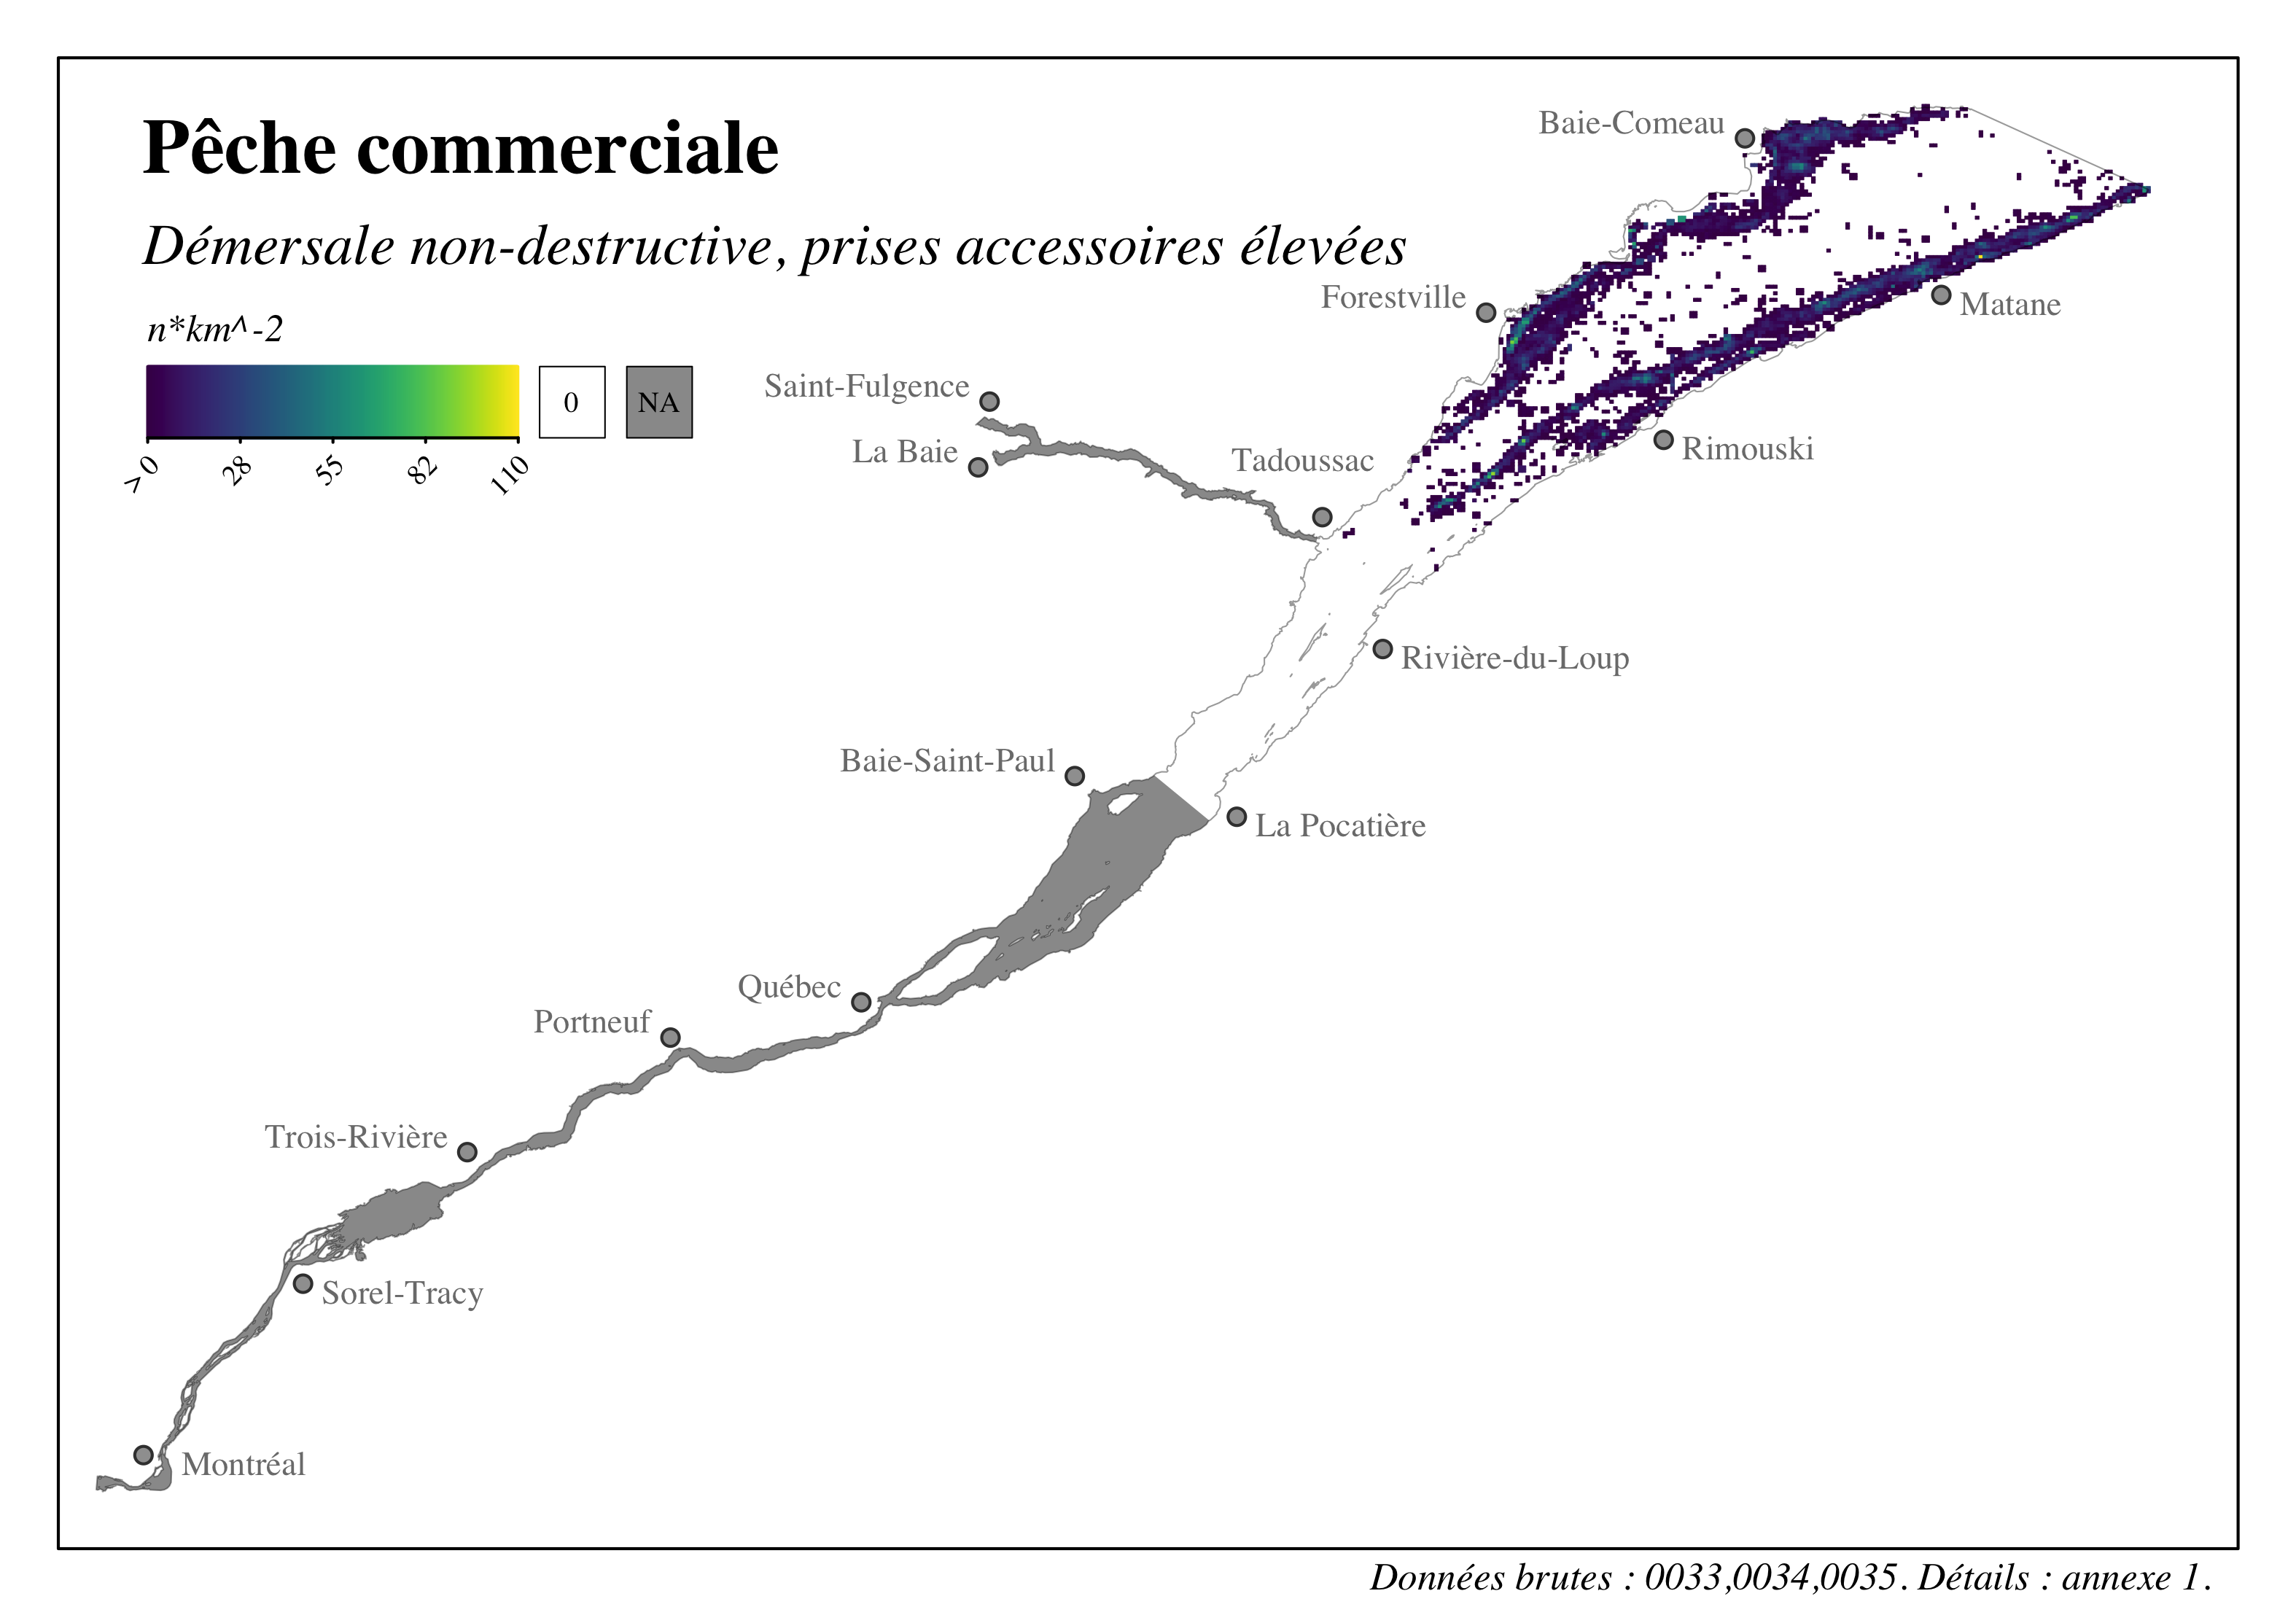 Pêche commerciale
Démersale non-destructive, prises accessoires élevées
n*km^-2
0
NA
> 0
28
55
82
110
Baie-Comeau
Forestville
Matane
Saint-Fulgence
La Baie
Tadoussac
Rimouski
Rivière-du-Loup
Baie-Saint-Paul
La Pocatière
Québec
Portneuf
Trois-Rivière
Sorel-Tracy
Montréal
Données brutes : 0033,0034,0035. Détails : annexe 1.